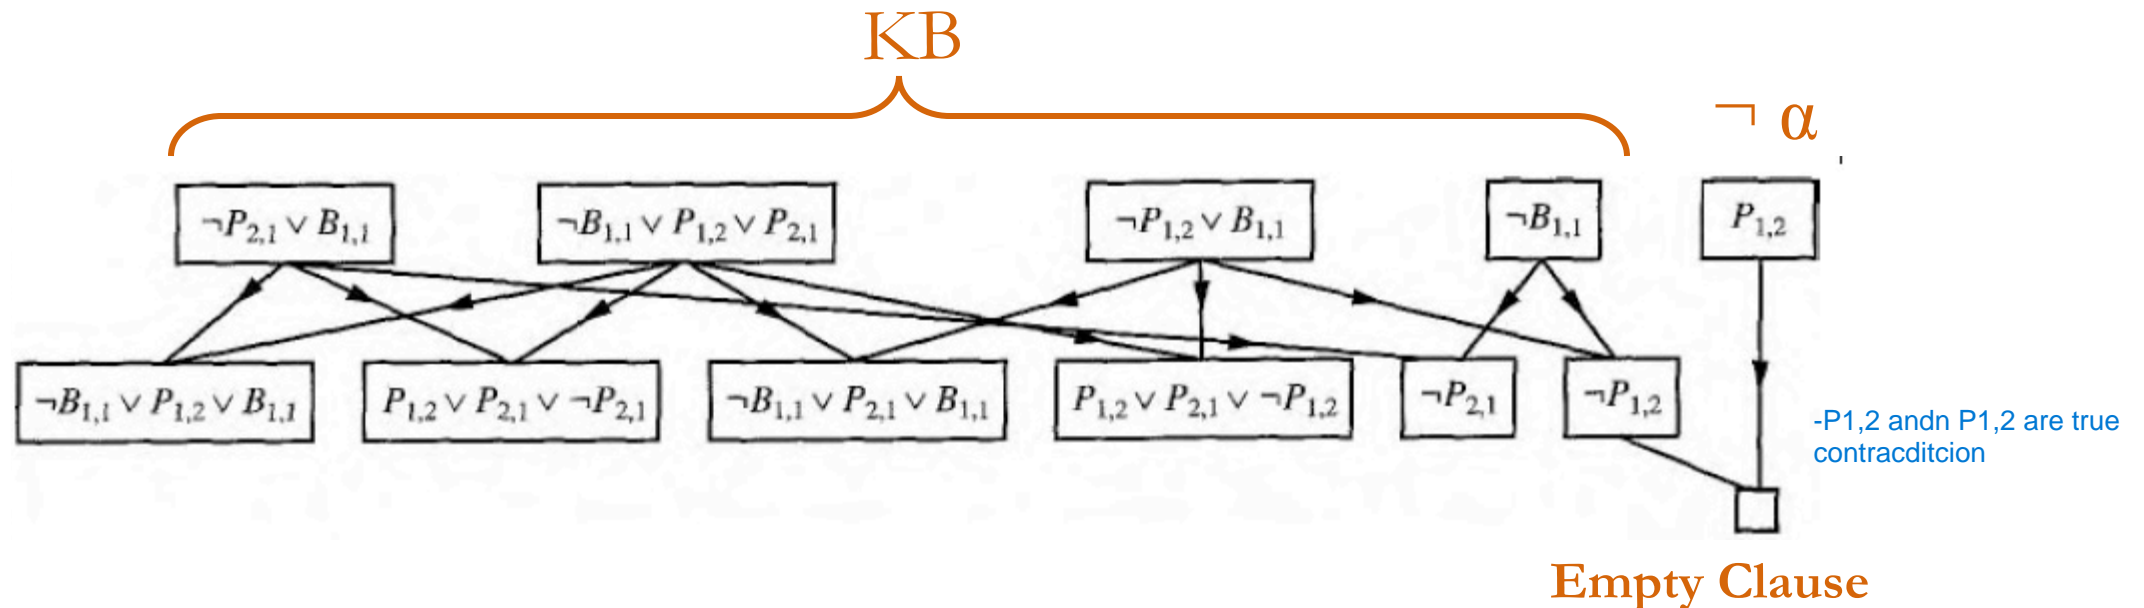 KB
¬ α
¬P2,1 ∨ B1,1
¬B1,1 ∨ P1,2 ∨ P2,1
¬P1,2 ∨ B1,1
¬B1,1
P1,2
¬B1,1 ∨ P1,2 ∨ B1,1
P1,2 ∨ P2,1 ∨ ¬P2,1
¬B1,1 ∨ P2,1 ∨ B1,1
P1,2 ∨ P2,1 ∨ ¬P1,2
¬P2,1
¬P1,2
-P1,2 andn P1,2 are true
contracditcion
Empty Clause